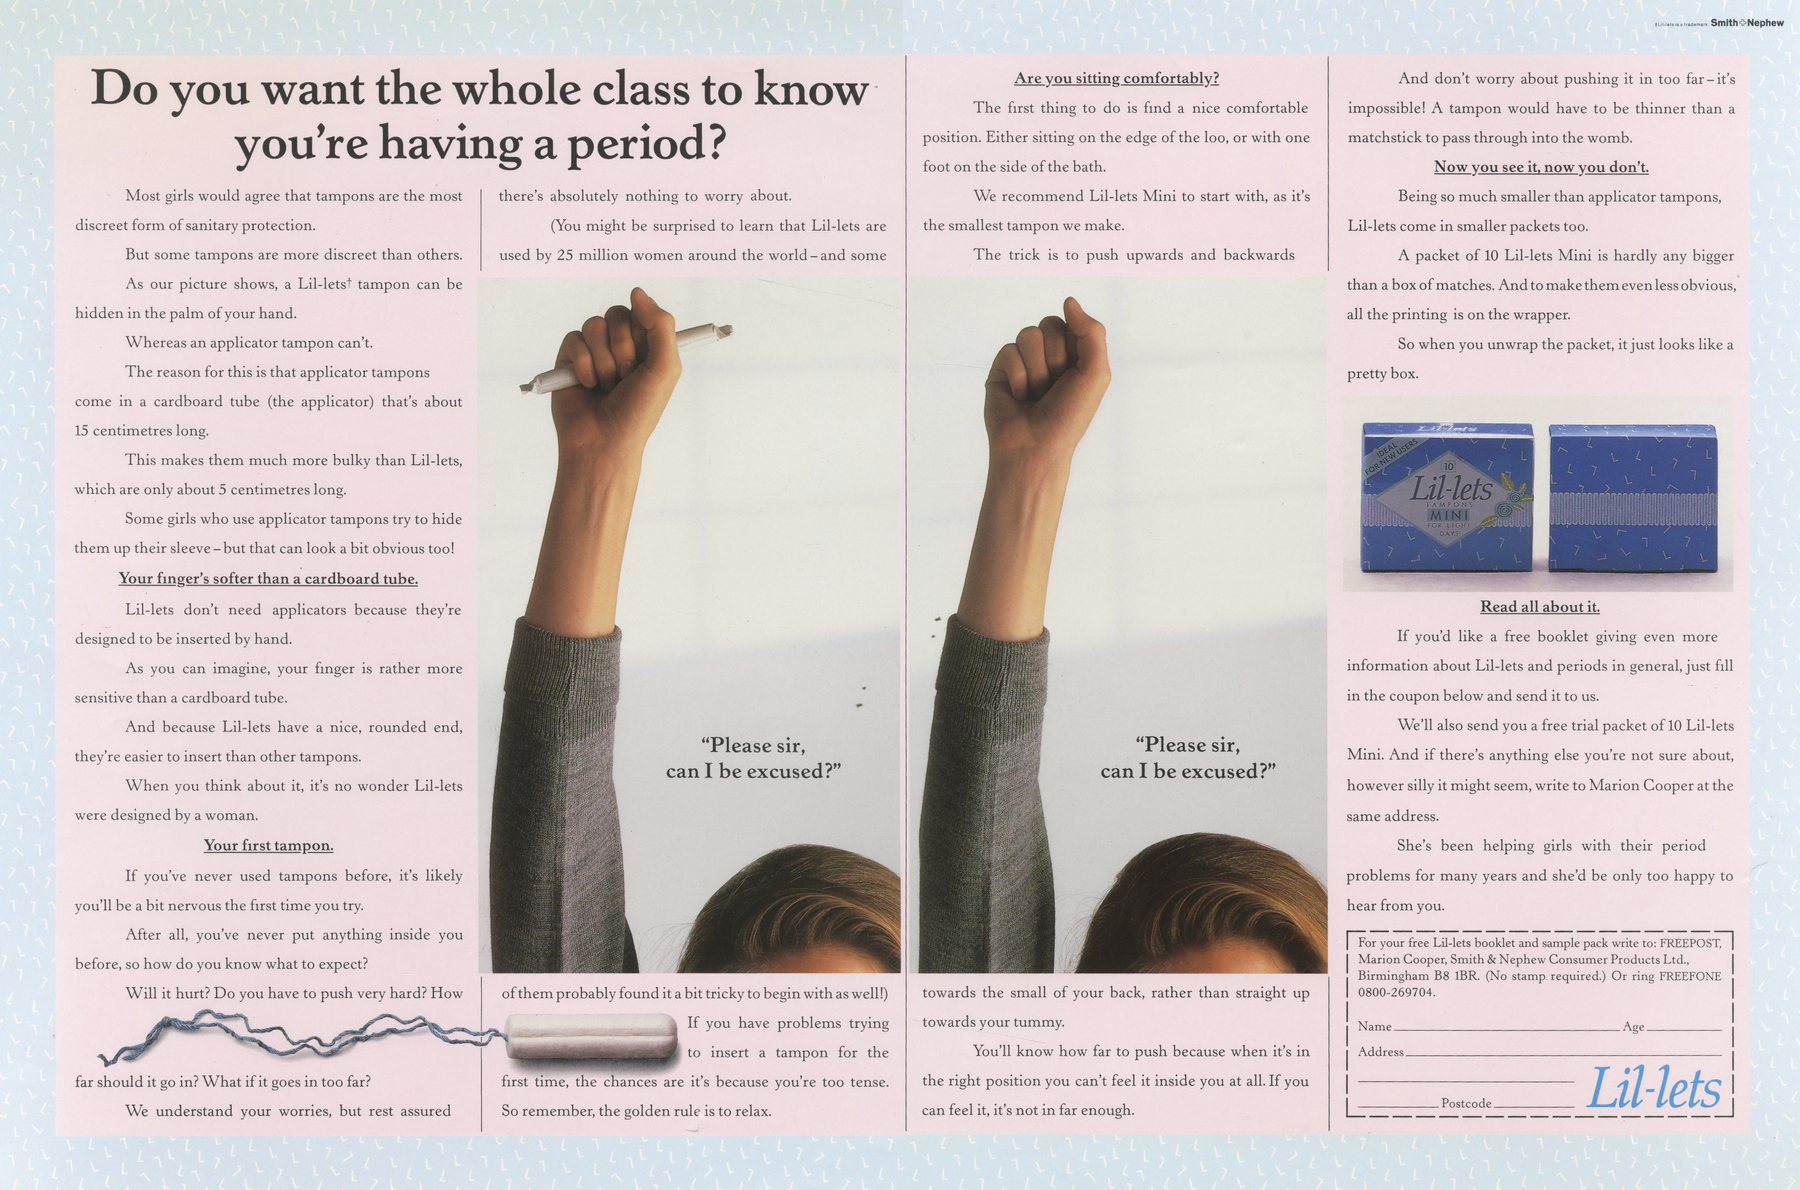 †Lil-lets is a trademark Smith+Nephew
Do you want the whole class to know
you're having a period?
Most girls would agree that tampons are the most
discreet form of sanitary protection.
But some tampons are more discreet than others.
As our picture shows, a Lil-lets† tampon can be
hidden in the palm of your hand.
Whereas an applicator tampon can't.
The reason for this is that applicator tampons
come in a cardboard tube (the applicator) that's about
15 centimetres long.
This makes them much more bulky than Lil-lets,
which are only about 5 centimetres long.
Some girls who use applicator tampons try to hide
them up their sleeve – but that can look a bit obvious too!
Your finger's softer than a cardboard tube.
Lil-lets don't need applicators because they're
designed to be inserted by hand.
As you can imagine, your finger is rather more
sensitive than a cardboard tube.
And because Lil-lets have a nice, rounded end,
they're easier to insert than other tampons.
When you think about it, it's no wonder Lil-lets
were designed by a woman.
Your first tampon.
If you've never used tampons before, it's likely
you'll be a bit nervous the first time you try.
After all, you've never put anything inside you
before, so how do you know what to expect?
Will it hurt? Do you have to push very hard? How
far should it go in? What if it goes in too far?
We understand your worries, but rest assured
there's absolutely nothing to worry about.
(You might be surprised to learn that Lil-lets are
used by 25 million women around the world – and some
"Please sir,
can I be excused?"
of them probably found it a bit tricky to begin with as well!)
If you have problems trying
to insert a tampon for the
first time, the chances are it's because you're too tense.
So remember, the golden rule is to relax.
Are you sitting comfortably?
The first thing to do is find a nice comfortable
position. Either sitting on the edge of the loo, or with one
foot on the side of the bath.
We recommend Lil-lets Mini to start with, as it's
the smallest tampon we make.
The trick is to push upwards and backwards
"Please sir,
can I be excused?"
towards the small of your back, rather than straight up
towards your tummy.
You'll know how far to push because when it's in
the right position you can't feel it inside you at all. If you
can feel it, it's not in far enough.
And don't worry about pushing it in too far – it's
impossible! A tampon would have to be thinner than a
matchstick to pass through into the womb.
Now you see it, now you don't.
Being so much smaller than applicator tampons,
Lil-lets come in smaller packets too.
A packet of 10 Lil-lets Mini is hardly any bigger
than a box of matches. And to make them even less obvious,
all the printing is on the wrapper.
So when you unwrap the packet, it just looks like a
pretty box.
Lil-lets
IDEAL
FOR NEW USERS
10
Lil-lets
TAMPONS
MINI
FOR LIGHT
DAYS
Read all about it.
If you'd like a free booklet giving even more
information about Lil-lets and periods in general, just fill
in the coupon below and send it to us.
We'll also send you a free trial packet of 10 Lil-lets
Mini. And if there's anything else you're not sure about,
however silly it might seem, write to Marion Cooper at the
same address.
She's been helping girls with their period
problems for many years and she'd be only too happy to
hear from you.
For your free Lil-lets booklet and sample pack write to: FREEPOST,
Marion Cooper, Smith & Nephew Consumer Products Ltd.,
Birmingham B8 1BR. (No stamp required.) Or ring FREEFONE
0800-269704.
Name Age
Address
Postcode
Lil-lets